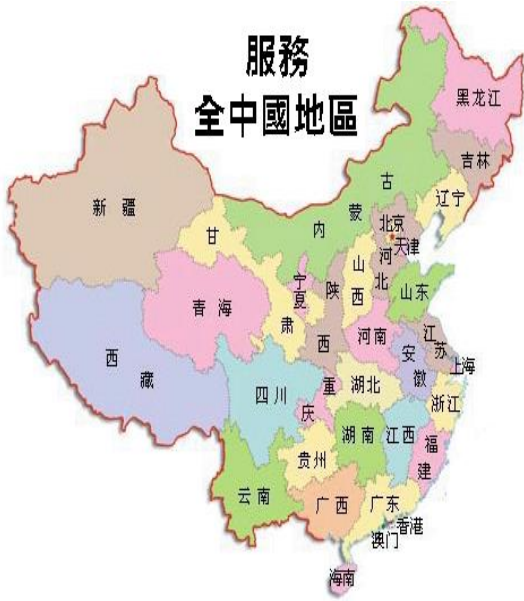 服務
全中國地區
黑龙江
吉林
辽宁
内蒙古
新疆
甘肃
北京
天津
河北
山西
宁夏
陕西
青海
山东
西藏
河南
江苏
安徽
上海
四川
重庆
湖北
浙江
湖南
江西
福建
贵州
云南
广西
广东
香港
澳门
海南